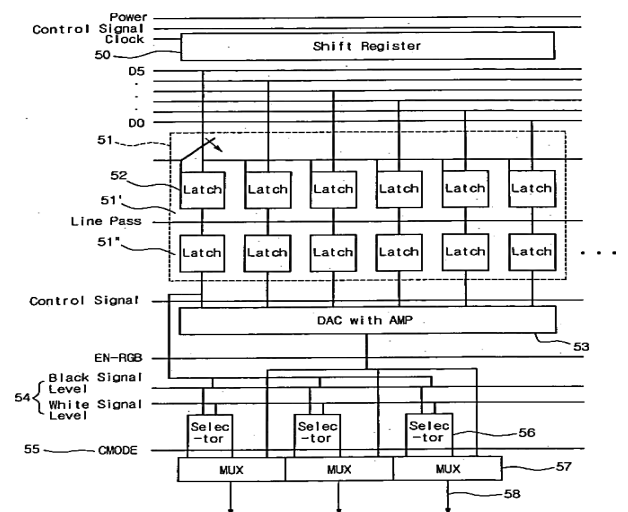 Power
Control Signal
Clock
Shift Register
50
D5
D0
51
52
Latch Latch Latch Latch Latch Latch
51'
Line Pass
51"
Latch Latch Latch Latch Latch Latch
. . .
Control Signal
DAC with AMP
53
EN-RGB
Black Signal
Level
54
White Signal
Level
Selec
-tor
Selec
-tor
Selec
-tor
56
55
CMODE
MUX MUX MUX
57
58